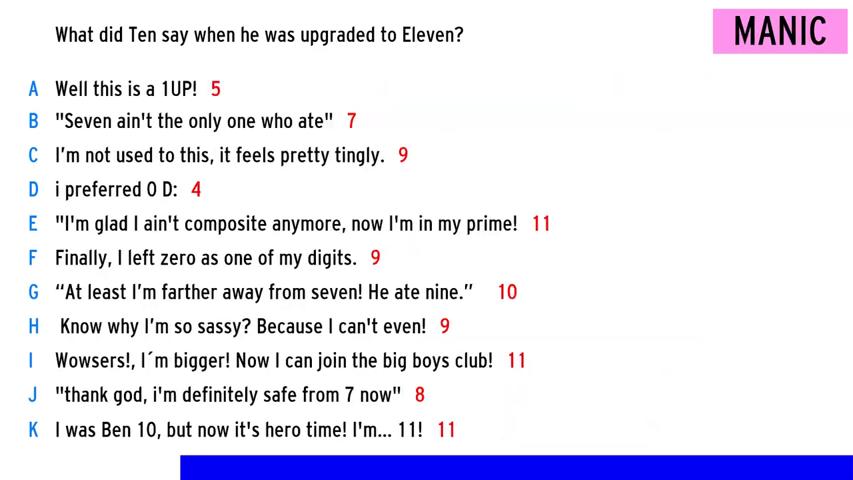 What did Ten say when he was upgraded to Eleven?
MANIC
A Well this is a 1UP! 5
B "Seven ain't the only one who ate" 7
C I'm not used to this, it feels pretty tingly. 9
D i preferred 0 D: 4
E "I'm glad I ain't composite anymore, now I'm in my prime! 11
F Finally, I left zero as one of my digits. 9
G “At least I’m farther away from seven! He ate nine.” 10
H Know why I’m so sassy? Because I can't even! 9
I Wowsers!, I´m bigger! Now I can join the big boys club! 11
J "thank god, i'm definitely safe from 7 now" 8
K I was Ben 10, but now it's hero time! I'm... 11! 11